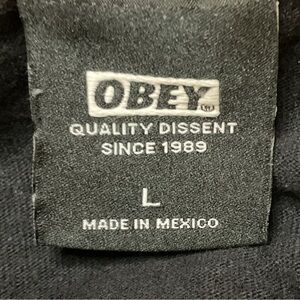 OBEY
QUALITY DISSENT
SINCE 1989
L
MADE IN MEXICO